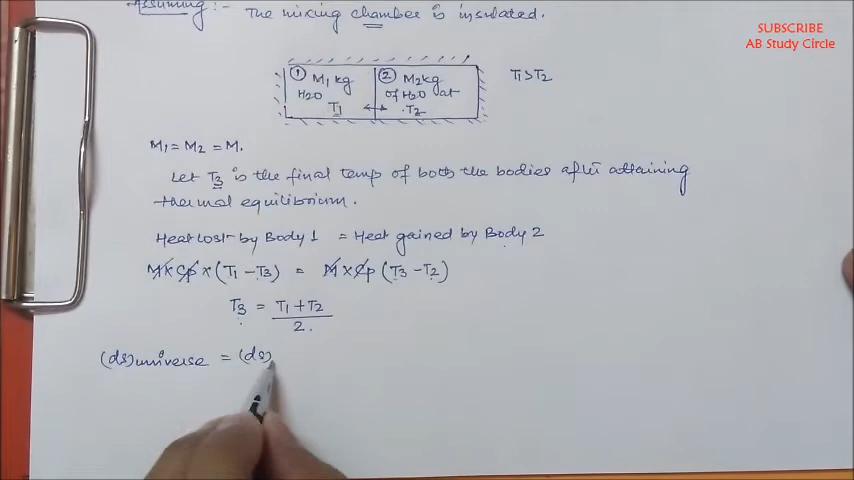 Assuming :- The mixing chamber is insulated.
SUBSCRIBE
AB Study Circle
① M1 kg H2O T1
② M2kg of H2O at T2
T1>T2
M1 = M2 = M.
Let T3 is the final temp of both the bodies after attaining
thermal equilibrium.
Heat lost by Body 1 = Heat gained by Body 2
M x Cp x (T1 - T3) = M x Cp (T3 - T2)
T3 = T1 + T2
2.
(ds)universe = (ds)